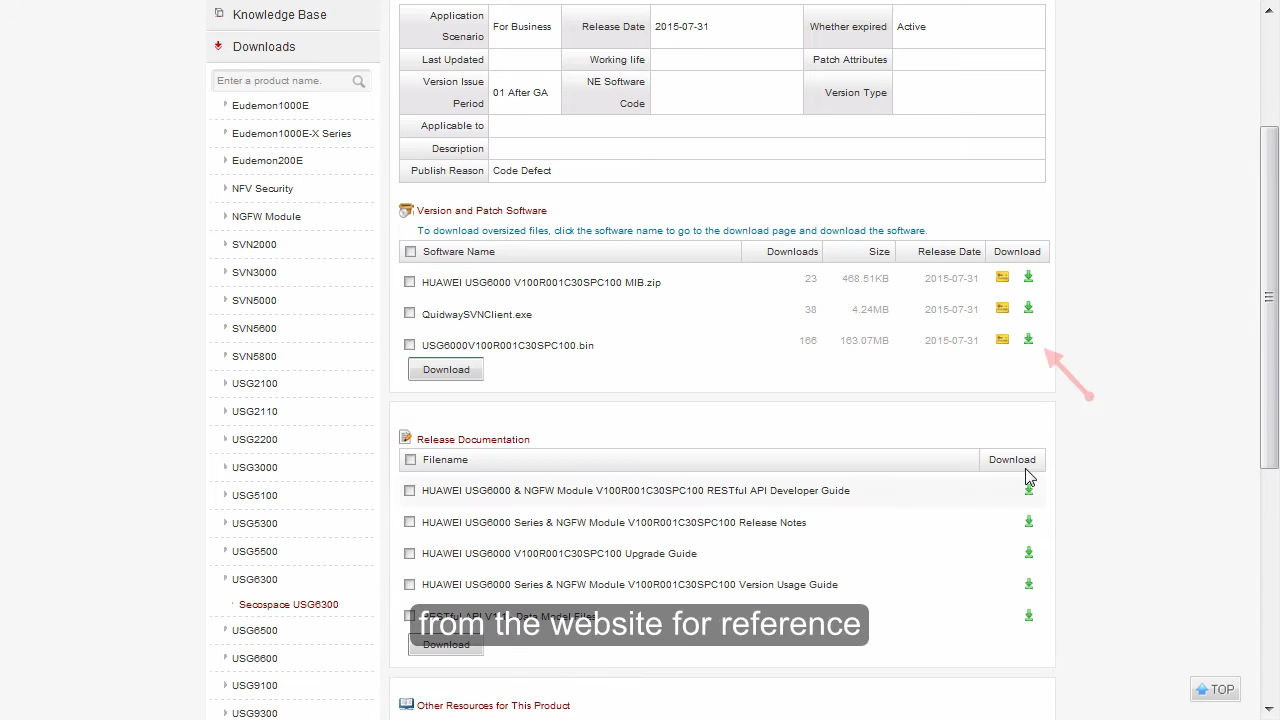 Knowledge Base
Downloads
Enter a product name.
Eudemon1000E
Eudemon1000E-X Series
Eudemon200E
NFV Security
NGFW Module
SVN2000
SVN3000
SVN5000
SVN5600
SVN5800
USG2100
USG2110
USG2200
USG3000
USG5100
USG5300
USG5500
USG6300
Secospace USG6300
USG6500
USG6600
USG9100
USG9300
Application Scenario For Business Release Date 2015-07-31 Whether expired Active
Last Updated Working life Patch Attributes
Version Issue Period 01 After GA NE Software Code Version Type
Applicable to
Description
Publish Reason Code Defect
Version and Patch Software
To download oversized files, click the software name to go to the download page and download the software.
Software Name Downloads Size Release Date Download
HUAWEI USG6000 V100R001C30SPC100 MIB.zip 23 468.51KB 2015-07-31
QuidwaySVNClient.exe 38 4.24MB 2015-07-31
USG6000V100R001C30SPC100.bin 166 163.07MB 2015-07-31
Download
Release Documentation
Filename Download
HUAWEI USG6000 & NGFW Module V100R001C30SPC100 RESTful API Developer Guide
HUAWEI USG6000 Series & NGFW Module V100R001C30SPC100 Release Notes
HUAWEI USG6000 V100R001C30SPC100 Upgrade Guide
HUAWEI USG6000 Series & NGFW Module V100R001C30SPC100 Version Usage Guide
RESTful API Data Model Files
from the website for reference
Download
Other Resources for This Product
TOP